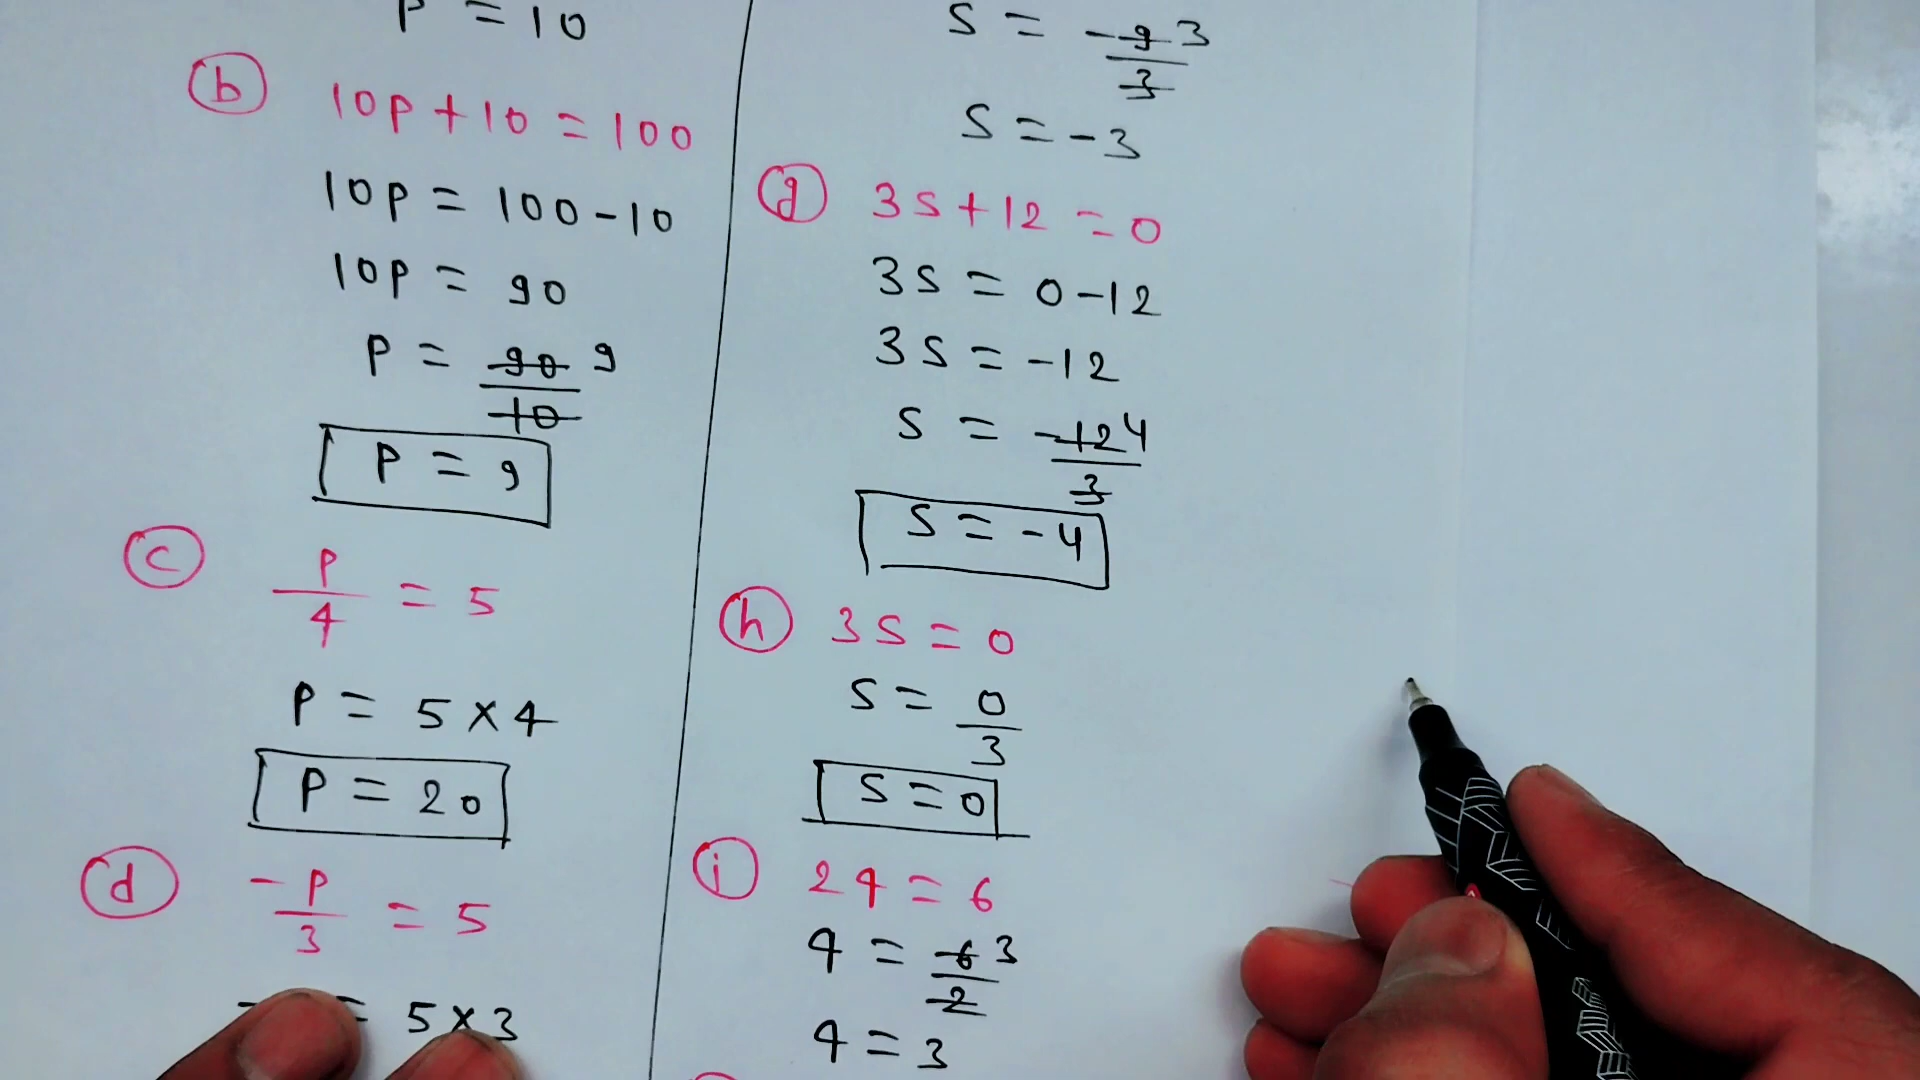 P = 10
(b) 10P + 10 = 100
10P = 100 - 10
10P = 90
P = 90/10 9
P = 9
(c) P/4 = 5
P = 5 × 4
P = 20
(d) -P/3 = 5
= 5 × 3
S = -9/3 3
S = -3
(g) 3S + 12 = 0
3S = 0 - 12
3S = -12
S = -12/3 4
S = -4
(h) 3S = 0
S = 0/3
S = 0
(i) 2q = 6
q = 6/2 3
q = 3